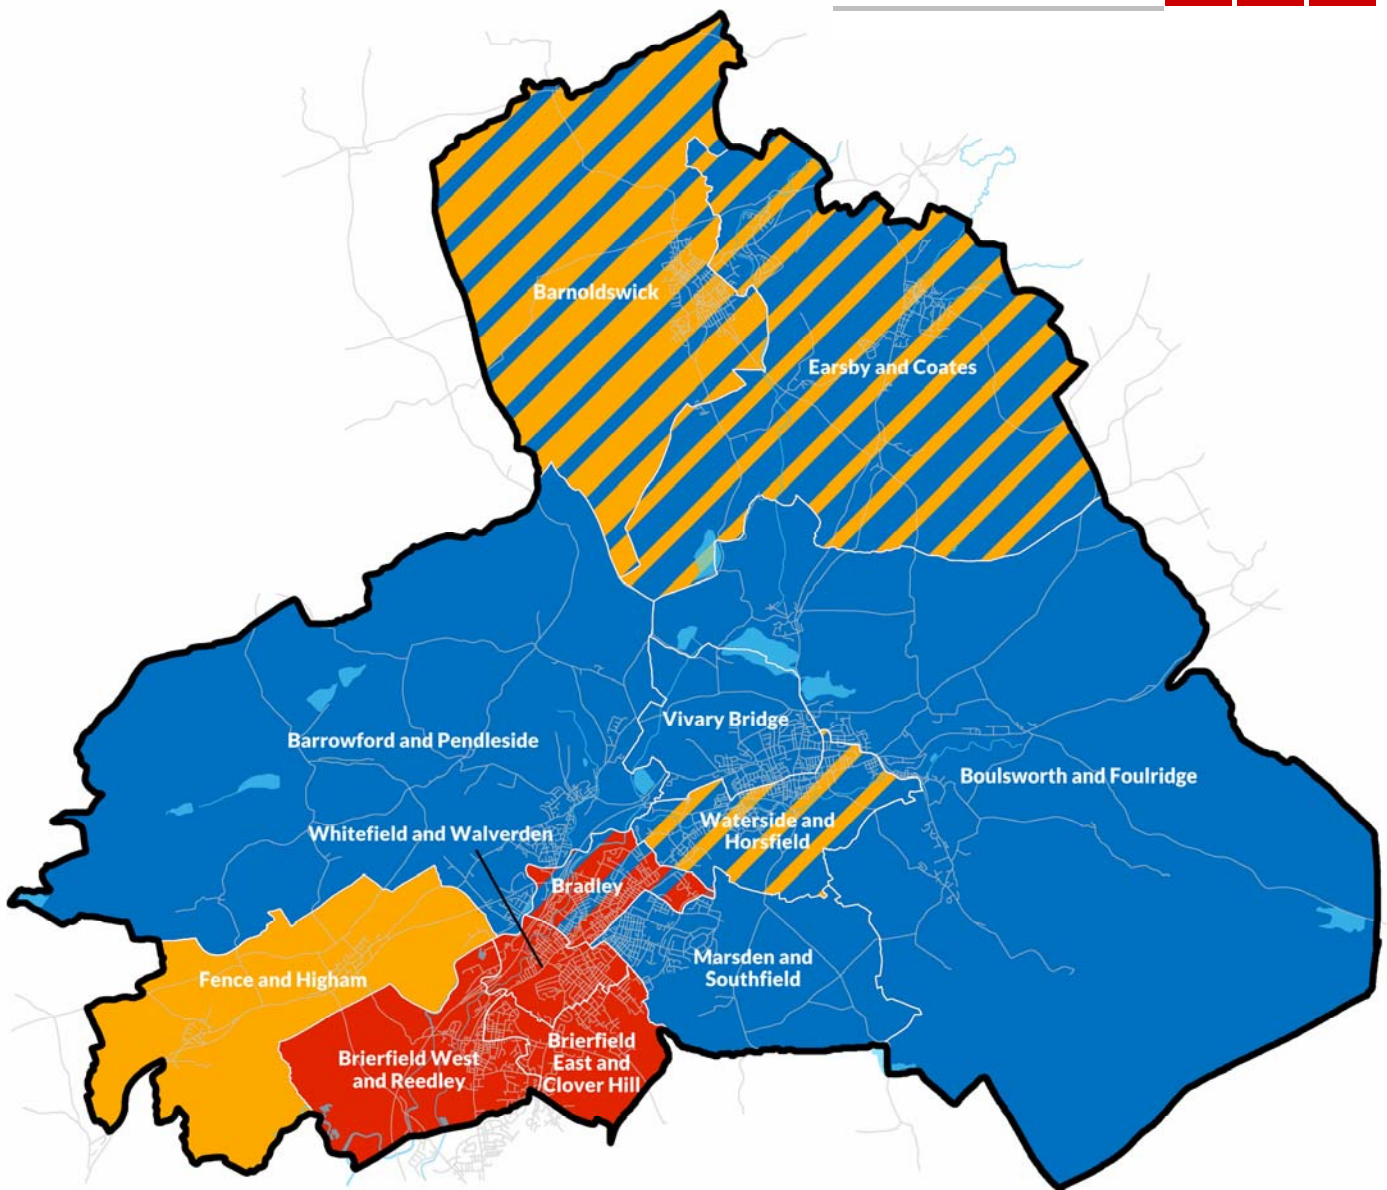 Barnoldswick
Earsby and Coates
Vivary Bridge
Barrowford and Pendleside
Boulsworth and Foulridge
Whitefield and Walverden
Waterside and
Horsfield
Bradley
Marsden and
Southfield
Fence and Higham
Brierfield West
and Reedley
Brierfield
East and
Clover Hill